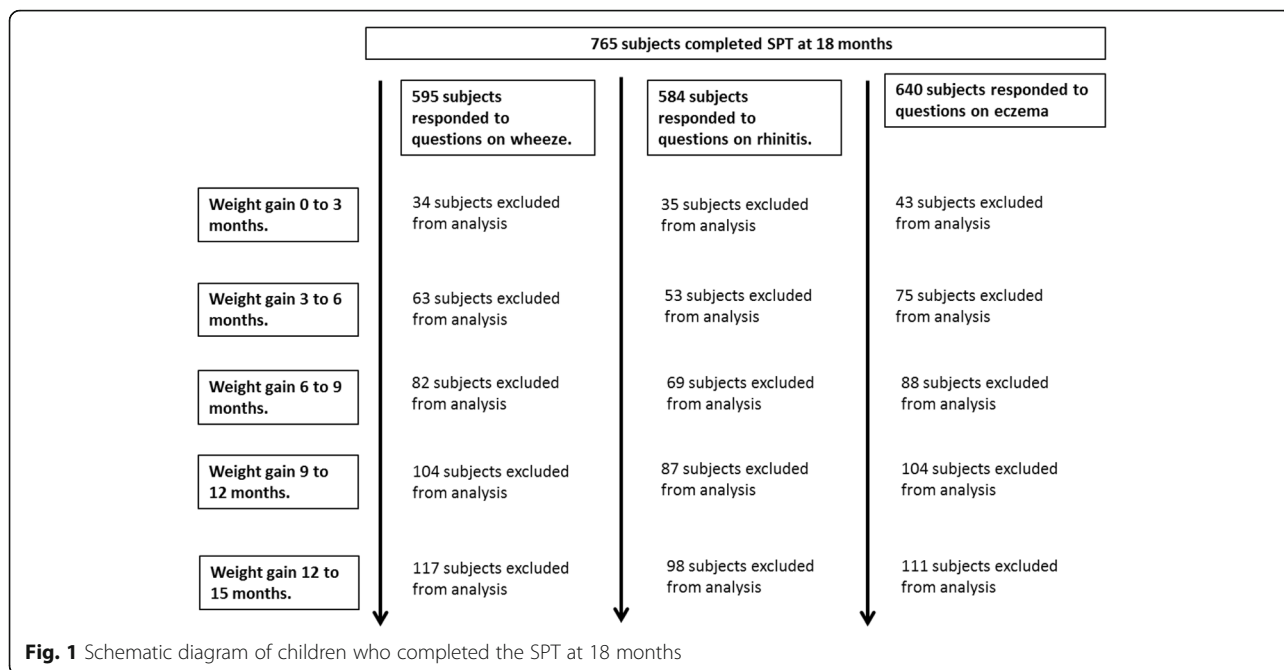 765 subjects completed SPT at 18 months
595 subjects
responded to
questions on wheeze.
584 subjects
responded to
questions on rhinitis.
640 subjects responded to
questions on eczema
Weight gain 0 to 3
months.
34 subjects excluded
from analysis
35 subjects excluded
from analysis
43 subjects excluded
from analysis
Weight gain 3 to 6
months.
63 subjects excluded
from analysis
53 subjects excluded
from analysis
75 subjects excluded
from analysis
Weight gain 6 to 9
months.
82 subjects excluded
from analysis
69 subjects excluded
from analysis
88 subjects excluded
from analysis
Weight gain 9 to
12 months.
104 subjects excluded
from analysis
87 subjects excluded
from analysis
104 subjects excluded
from analysis
Weight gain 12 to
15 months.
117 subjects excluded
from analysis
98 subjects excluded
from analysis
111 subjects excluded
from analysis
Fig. 1 Schematic diagram of children who completed the SPT at 18 months